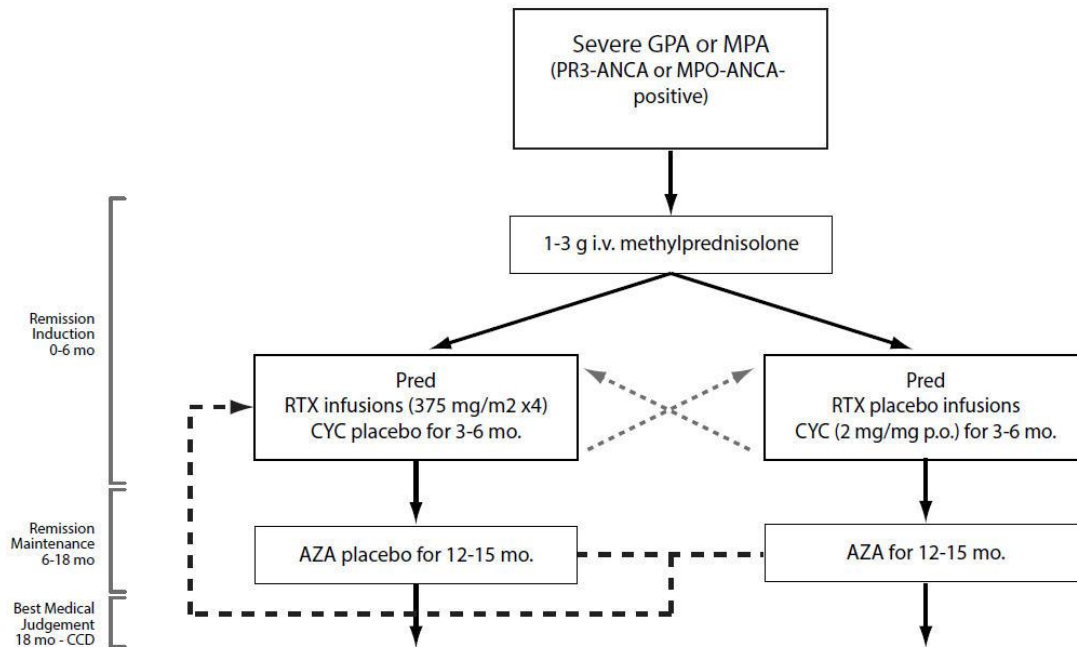 Severe GPA or MPA
(PR3-ANCA or MPO-ANCA-
positive)
1-3 g i.v. methylprednisolone
Remission
Induction
0-6 mo
Pred
RTX infusions (375 mg/m2 x4)
CYC placebo for 3-6 mo.
Pred
RTX placebo infusions
CYC (2 mg/mg p.o.) for 3-6 mo.
Remission
Maintenance
6-18 mo
AZA placebo for 12-15 mo.
AZA for 12-15 mo.
Best Medical
Judgement
18 mo - CCD